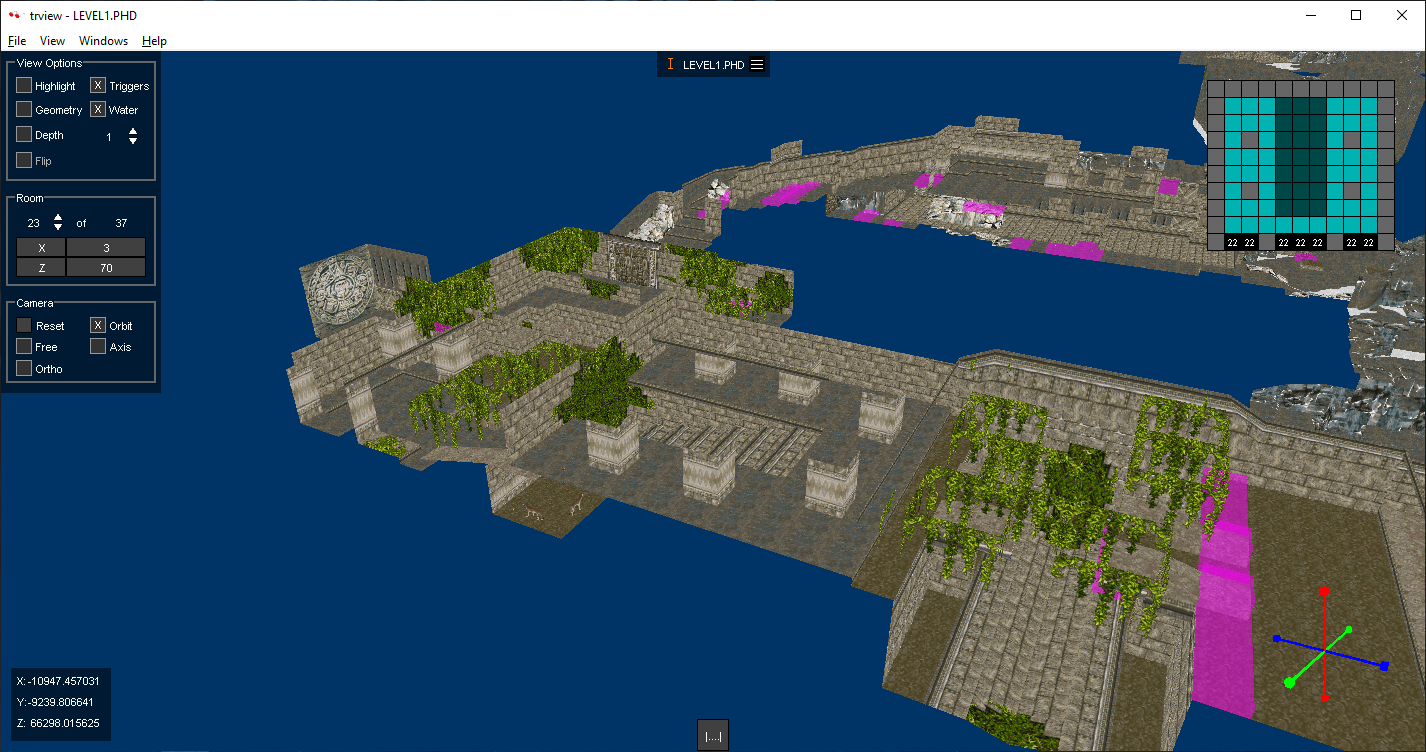 trview - LEVEL1.PHD
File View Windows Help
LEVEL1.PHD
View Options
Highlight X Triggers
Geometry X Water
Depth 1
Flip
Room
23 of 37
X 3
Z 70
Camera
Reset X Orbit
Free Axis
Ortho
22 22 22 22 22 22 22
X:-10947.457031
Y:-9239.806641
Z: 66298.015625
|....|